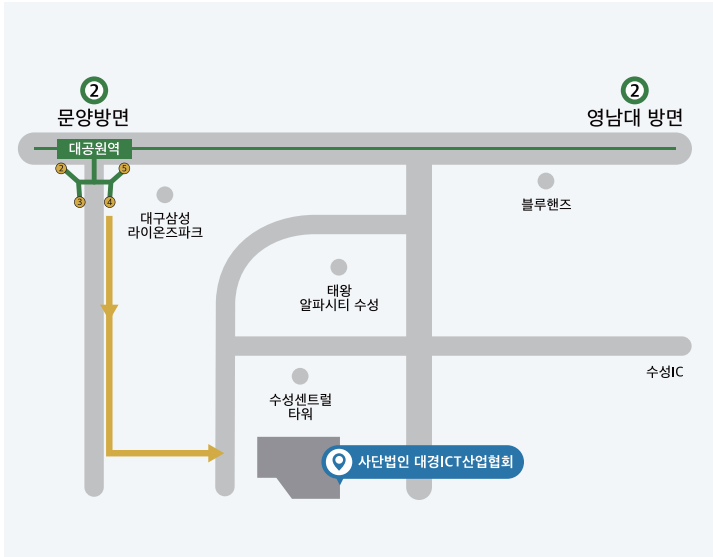 2
문양방면
2
영남대 방면
대공원역
2
5
3
4
대구삼성
라이온즈파크
블루핸즈
태왕
알파시티 수성
수성IC
수성센트럴
타워
사단법인 대경ICT산업협회